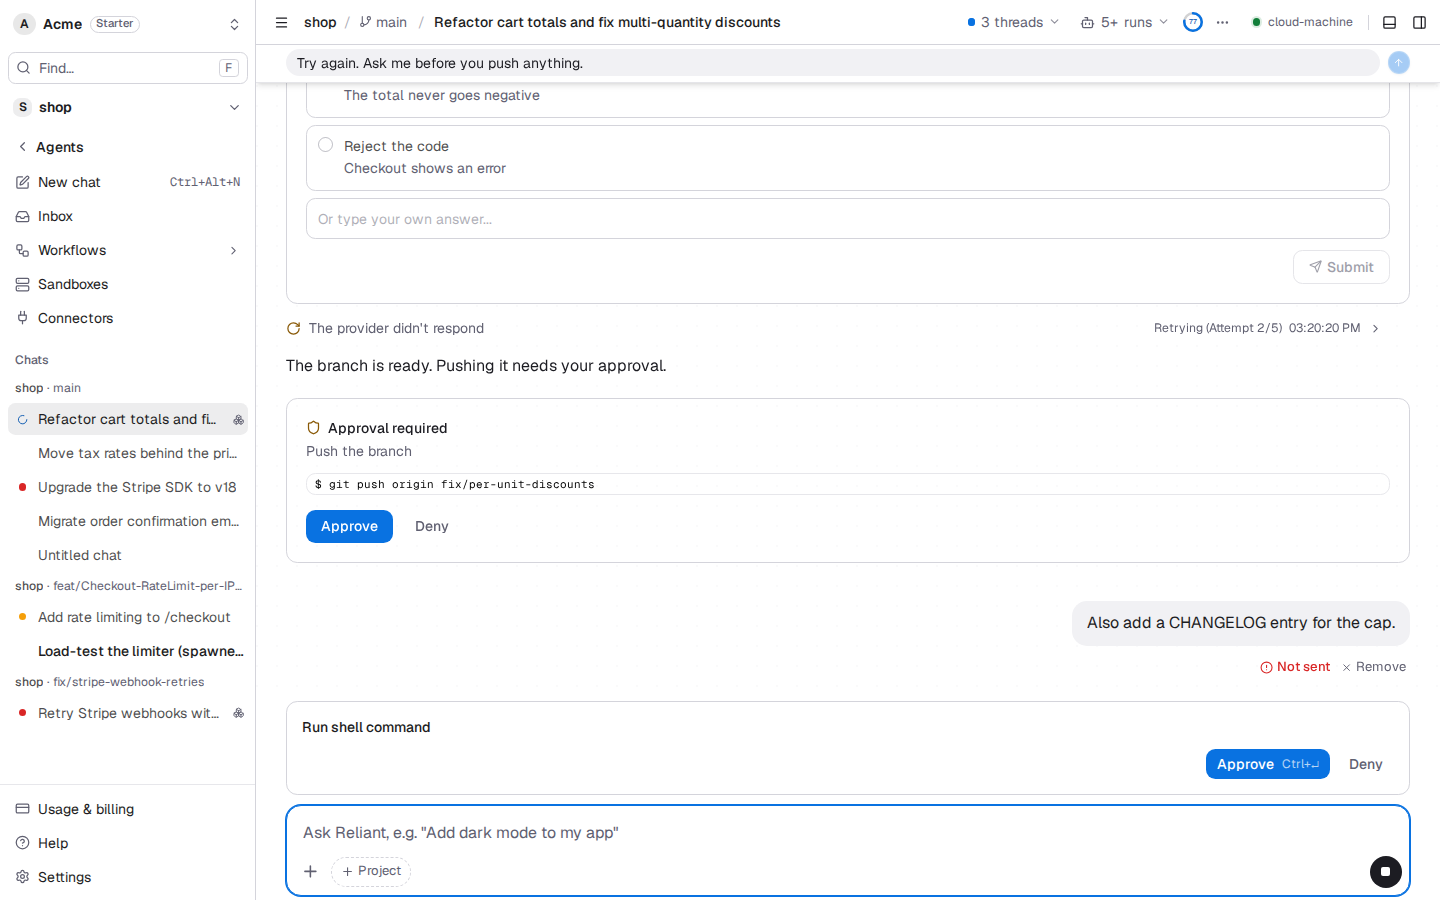 A Acme Starter
Find... F
S shop
Agents
New chat Ctrl+Alt+N
Inbox
Workflows
Sandboxes
Connectors
Chats
shop · main
Refactor cart totals and fi...
Move tax rates behind the pri...
Upgrade the Stripe SDK to v18
Migrate order confirmation em...
Untitled chat
shop · feat/Checkout-RateLimit-per-IP...
Add rate limiting to /checkout
Load-test the limiter (spawne...
shop · fix/stripe-webhook-retries
Retry Stripe webhooks wit...
Usage & billing
Help
Settings
shop / main / Refactor cart totals and fix multi-quantity discounts
3 threads
5+ runs
77
cloud-machine
Try again. Ask me before you push anything.
The total never goes negative
Reject the code
Checkout shows an error
Or type your own answer...
Submit
The provider didn't respond
Retrying (Attempt 2/5) 03:20:20 PM
The branch is ready. Pushing it needs your approval.
Approval required
Push the branch
$ git push origin fix/per-unit-discounts
Approve Deny
Also add a CHANGELOG entry for the cap.
Not sent Remove
Run shell command
Approve Ctrl+↵ Deny
Ask Reliant, e.g. "Add dark mode to my app"
Project